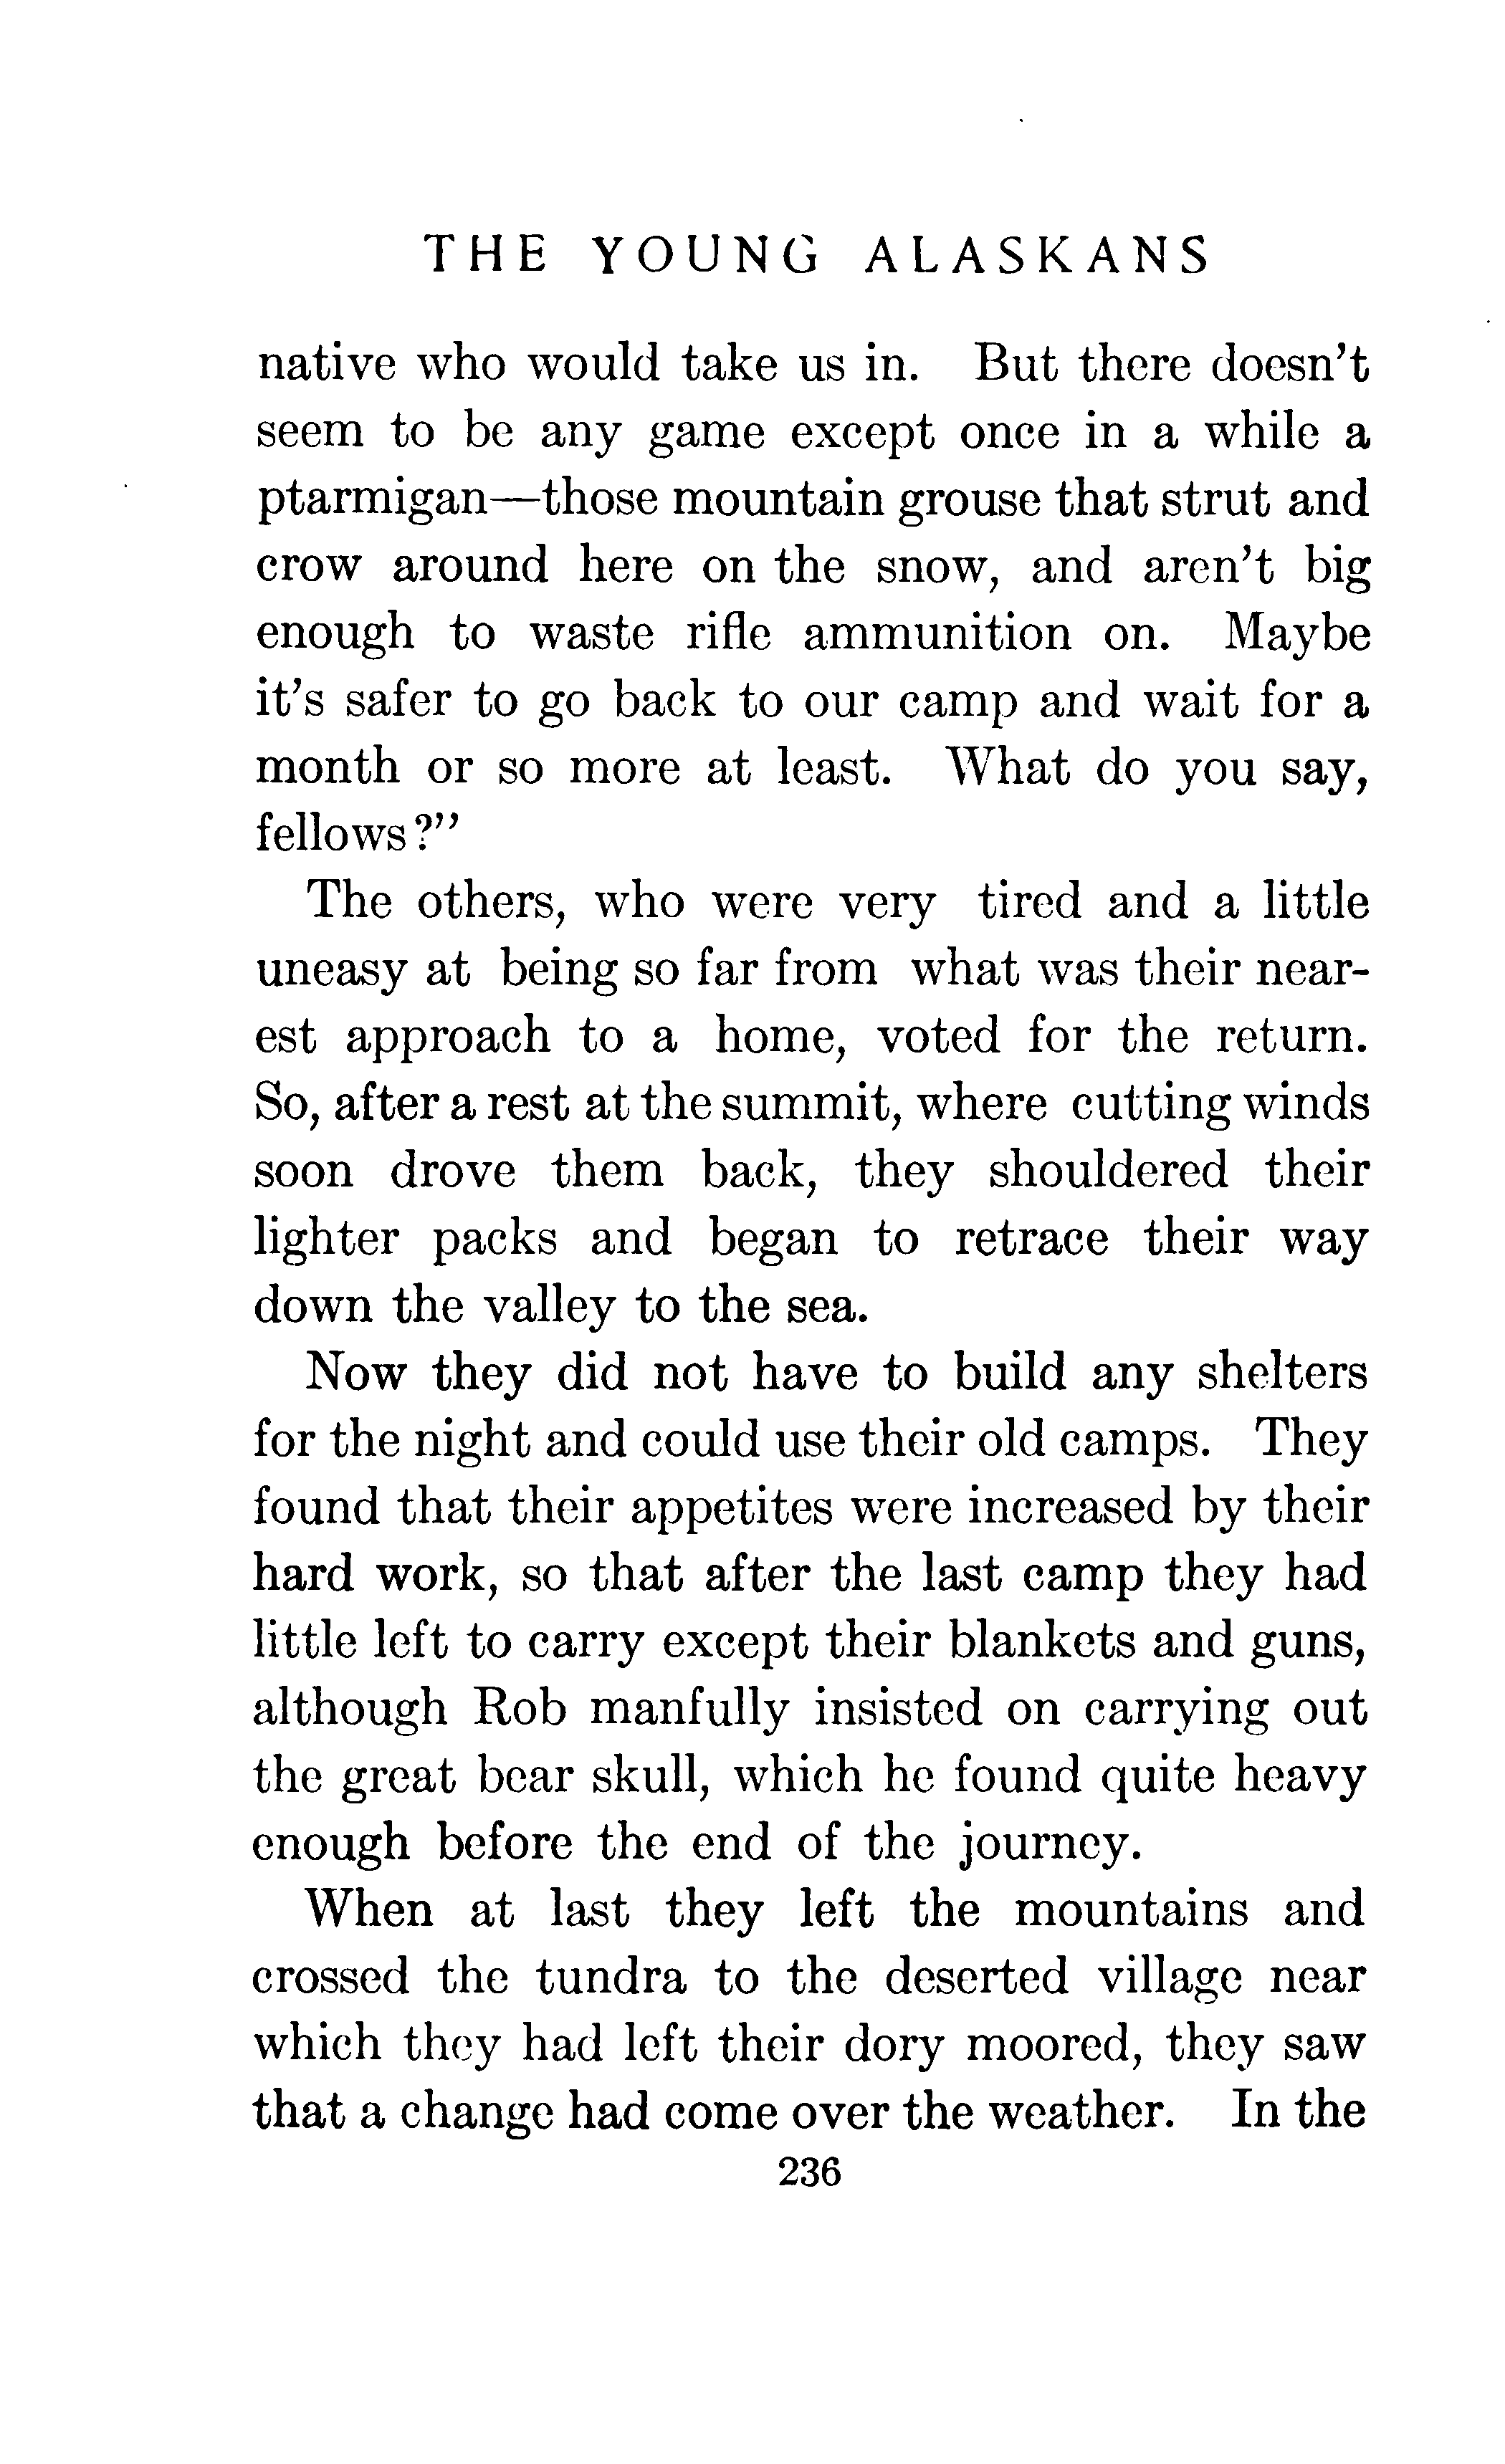 THE YOUNG ALASKANS
native who would take us in. But there doesn't
seem to be any game except once in a while a
ptarmigan—those mountain grouse that strut and
crow around here on the snow, and aren't big
enough to waste rifle ammunition on. Maybe
it's safer to go back to our camp and wait for a
month or so more at least. What do you say,
fellows?”
The others, who were very tired and a little
uneasy at being so far from what was their near-
est approach to a home, voted for the return.
So, after a rest at the summit, where cutting winds
soon drove them back, they shouldered their
lighter packs and began to retrace their way
down the valley to the sea.
Now they did not have to build any shelters
for the night and could use their old camps. They
found that their appetites were increased by their
hard work, so that after the last camp they had
little left to carry except their blankets and guns,
although Rob manfully insisted on carrying out
the great bear skull, which he found quite heavy
enough before the end of the journey.
When at last they left the mountains and
crossed the tundra to the deserted village near
which they had left their dory moored, they saw
that a change had come over the weather. In the
236